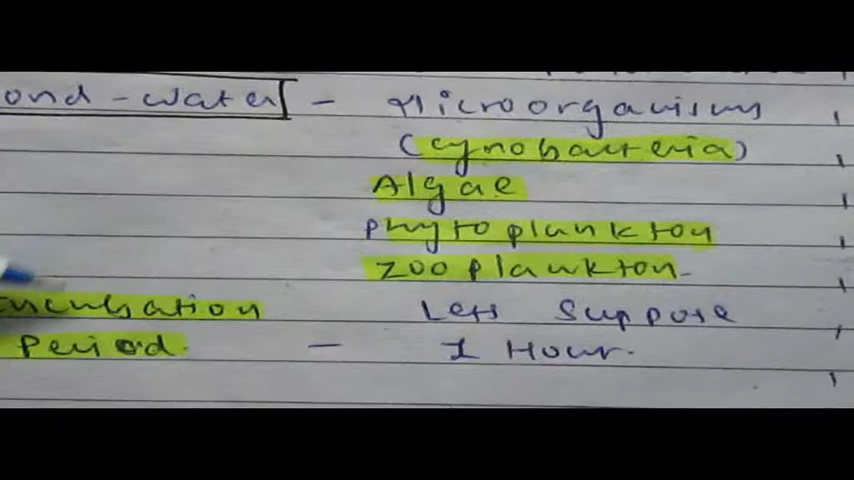 ond-water - Microorganisms
(cynobacteria)
Algae
phytoplankton
zooplankton-
Incubation Lets Suppose
Period - 1 Hour.